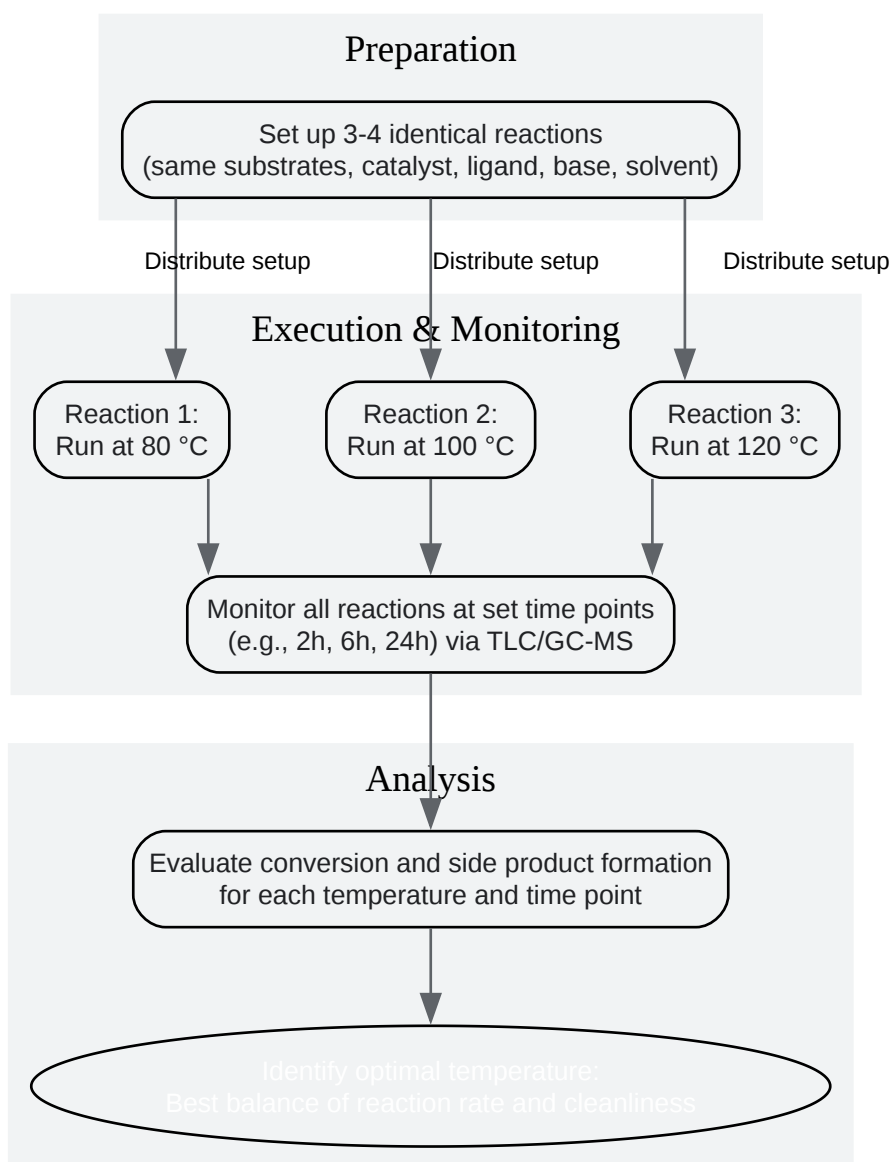 Preparation
Set up 3-4 identical reactions
(same substrates, catalyst, ligand, base, solvent)
Distribute setup
Distribute setup
Distribute setup
Execution & Monitoring
Reaction 1:
Run at 80 °C
Reaction 2:
Run at 100 °C
Reaction 3:
Run at 120 °C
Monitor all reactions at set time points
(e.g., 2h, 6h, 24h) via TLC/GC-MS
Analysis
Evaluate conversion and side product formation
for each temperature and time point
Identify optimal temperature:
Best balance of reaction rate and cleanliness